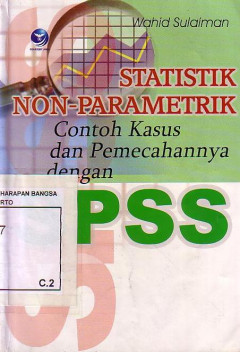 Wahid Sulaiman
STATISTIK
NON-PARAMETRIK
Contoh Kasus
dan Pemecahannya
dengan
PSS
HARAPAN BANGSA
RTO
7
C.2
S